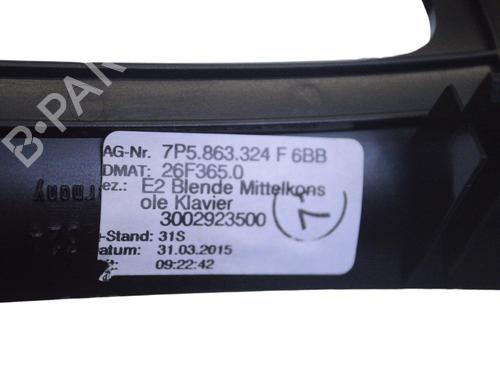 B-PARTS
AG-Nr. 7P5.863.324 F 6BB
DMAT: 26F365.0
ez.: E2 Blende Mittelkons
ole Klavier
3002923500
-Stand: 31S
atum: 31.03.2015
09:22:42